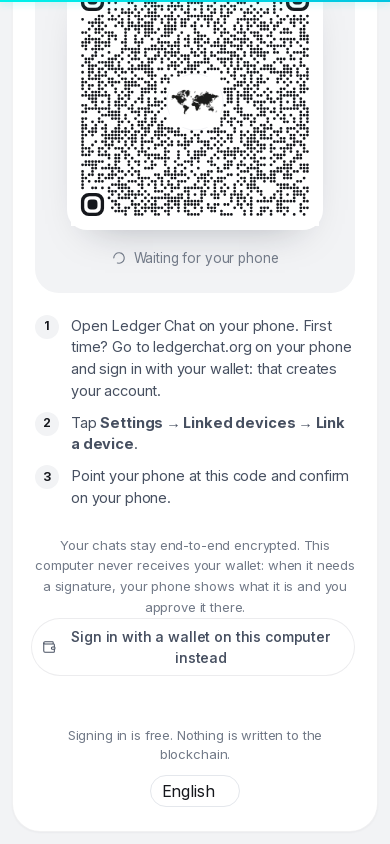 Waiting for your phone
1 Open Ledger Chat on your phone. First
time? Go to ledgerchat.org on your phone
and sign in with your wallet: that creates
your account.
2 Tap Settings → Linked devices → Link
a device.
3 Point your phone at this code and confirm
on your phone.
Your chats stay end-to-end encrypted. This
computer never receives your wallet: when it needs
a signature, your phone shows what it is and you
approve it there.
Sign in with a wallet on this computer
instead
Signing in is free. Nothing is written to the
blockchain.
English